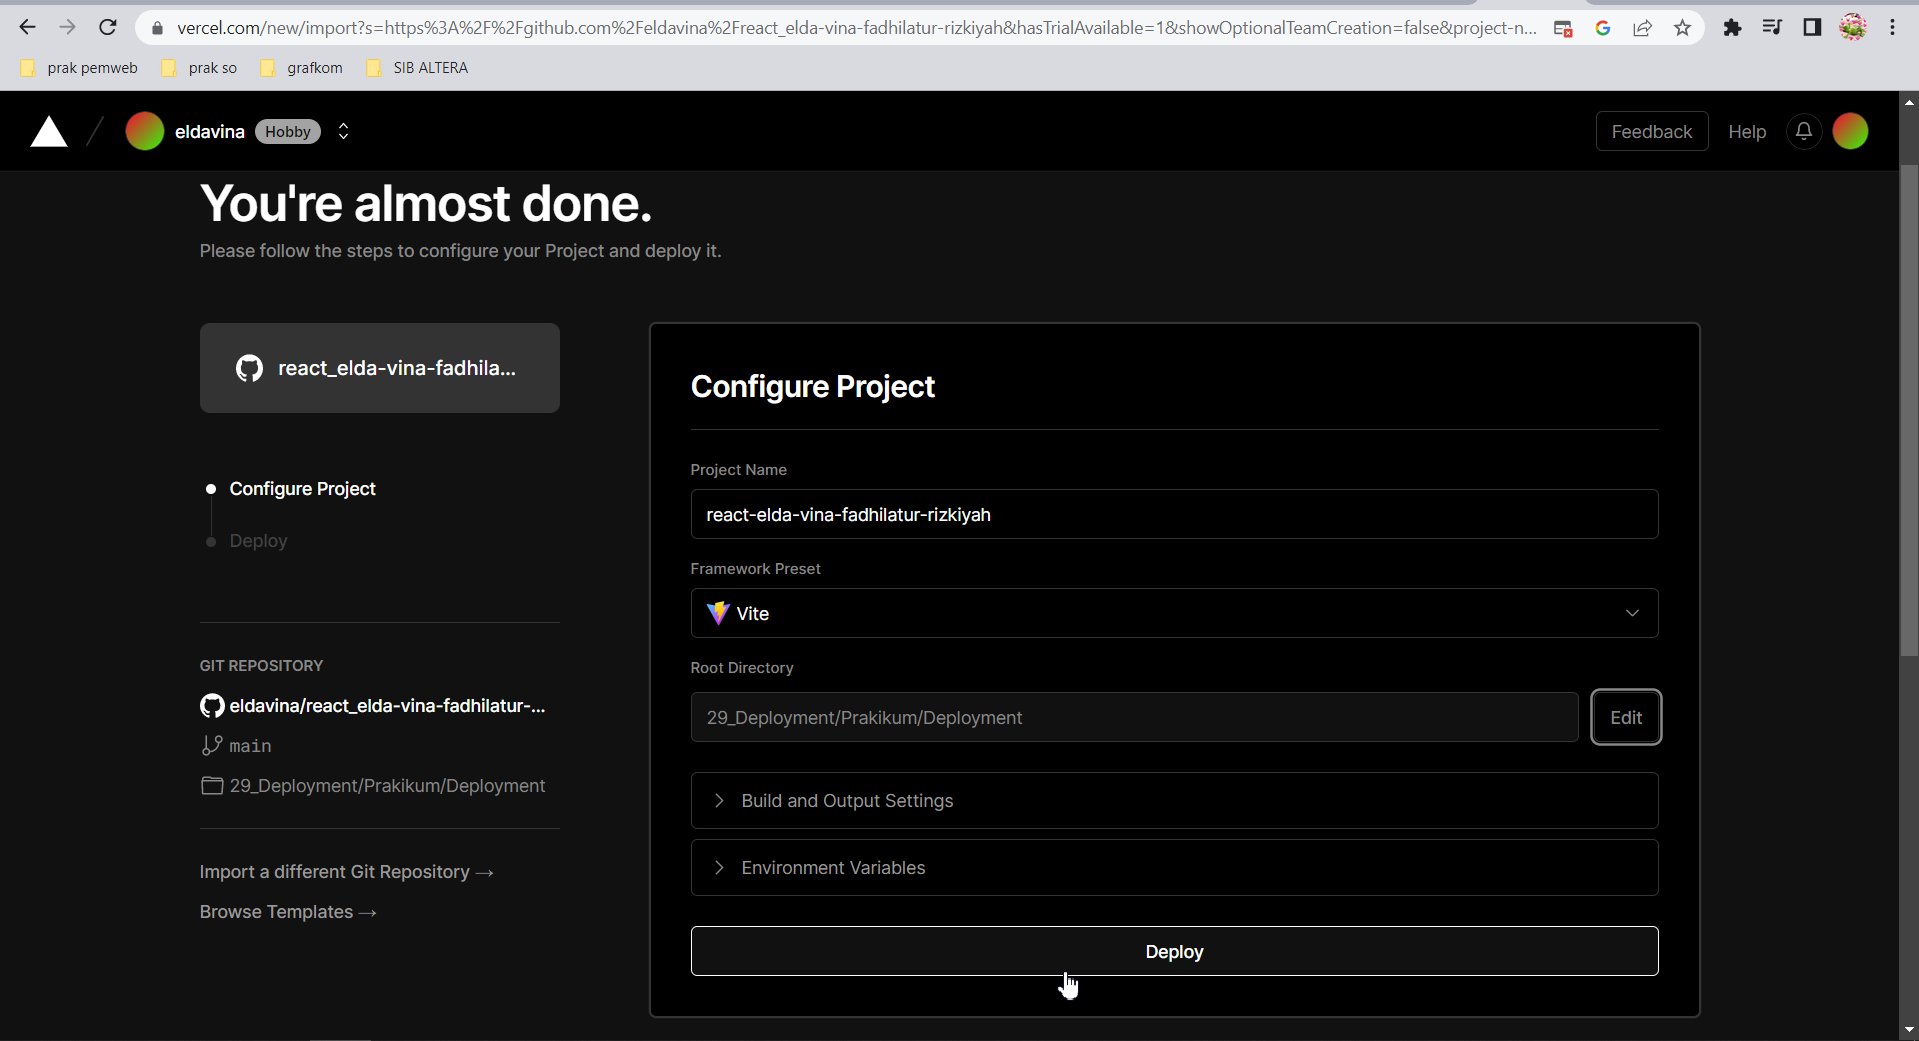 vercel.com/new/import?s=https%3A%2F%2Fgithub.com%2Feldavina%2Freact_elda-vina-fadhilatur-rizkiyah&hasTrialAvailable=1&showOptionalTeamCreation=false&project-n...
prak pemweb
prak so
grafkom
SIB ALTERA
eldavina
Hobby
Feedback
Help
You're almost done.
Please follow the steps to configure your Project and deploy it.
react_elda-vina-fadhila...
Configure Project
Deploy
GIT REPOSITORY
eldavina/react_elda-vina-fadhilatur-...
main
29_Deployment/Prakikum/Deployment
Import a different Git Repository →
Browse Templates →
Configure Project
Project Name
react-elda-vina-fadhilatur-rizkiyah
Framework Preset
Vite
Root Directory
29_Deployment/Prakikum/Deployment
Edit
Build and Output Settings
Environment Variables
Deploy